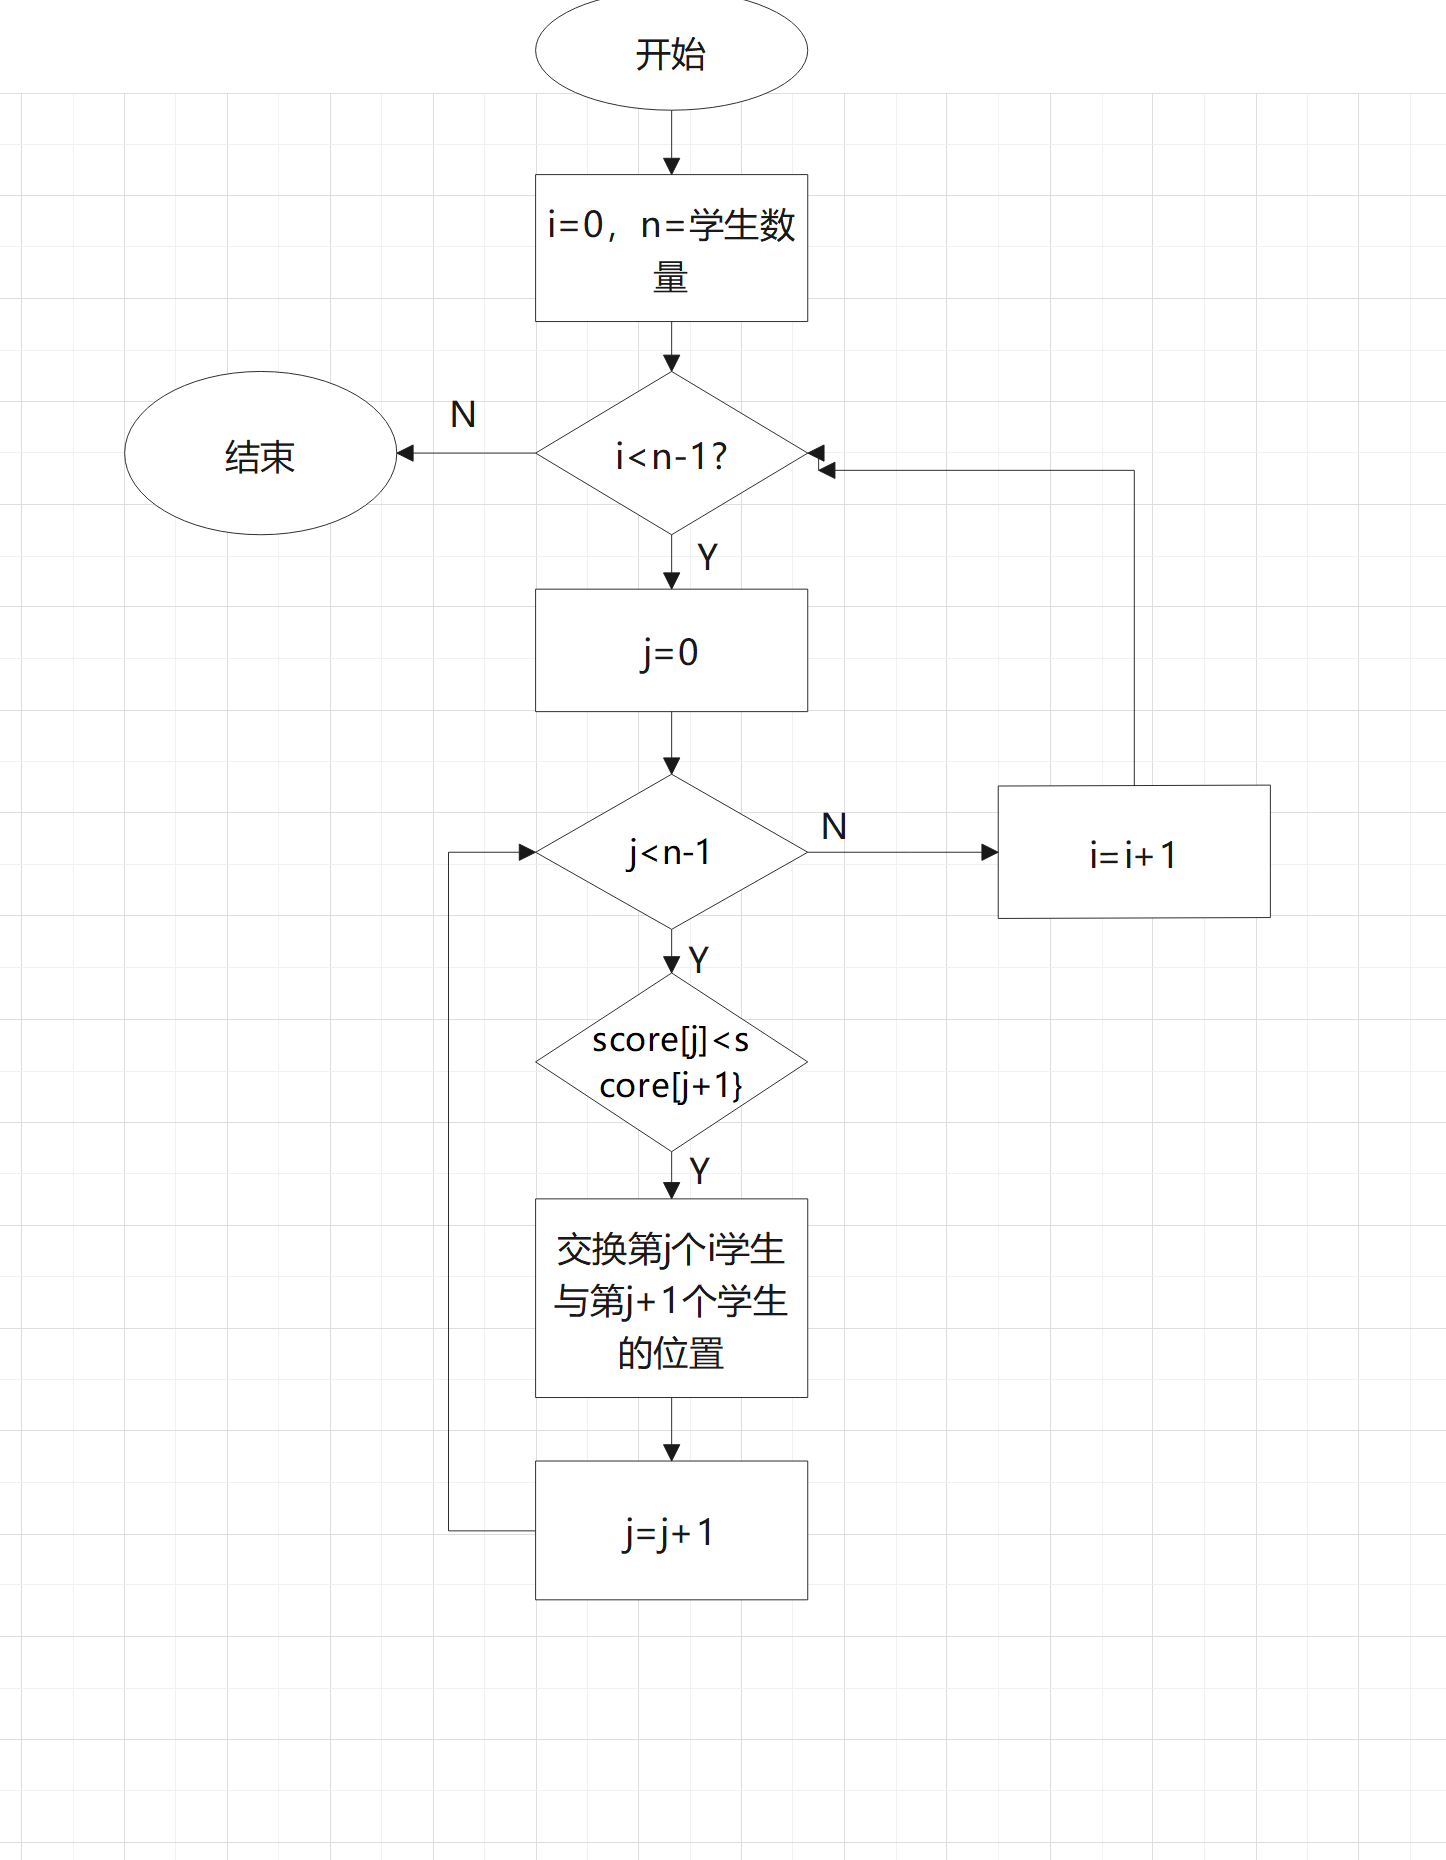 开始
i=0，n=学生数
量
N
结束
i<n-1?
Y
j=0
N
j<n-1
i=i+1
Y
score[j]<s
core[j+1}
Y
交换第j个i学生
与第j+1个学生
的位置
j=j+1